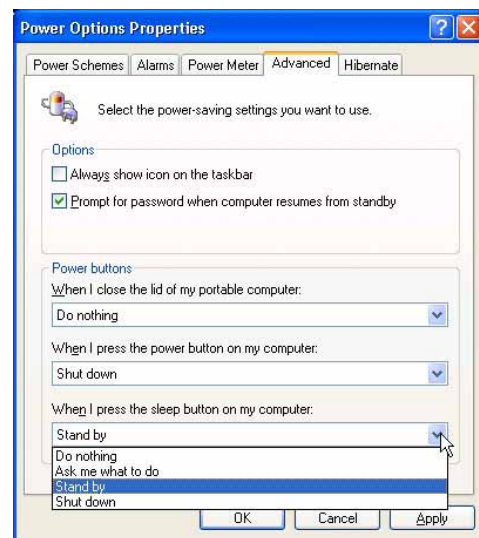 Power Options Properties
Power Schemes Alarms Power Meter Advanced Hibernate
Select the power-saving settings you want to use.
Options
Always show icon on the taskbar
Prompt for password when computer resumes from standby
Power buttons
When I close the lid of my portable computer:
Do nothing
When I press the power button on my computer:
Shut down
When I press the sleep button on my computer:
Stand by
Do nothing
Ask me what to do
Stand by
Shut down
OK Cancel Apply